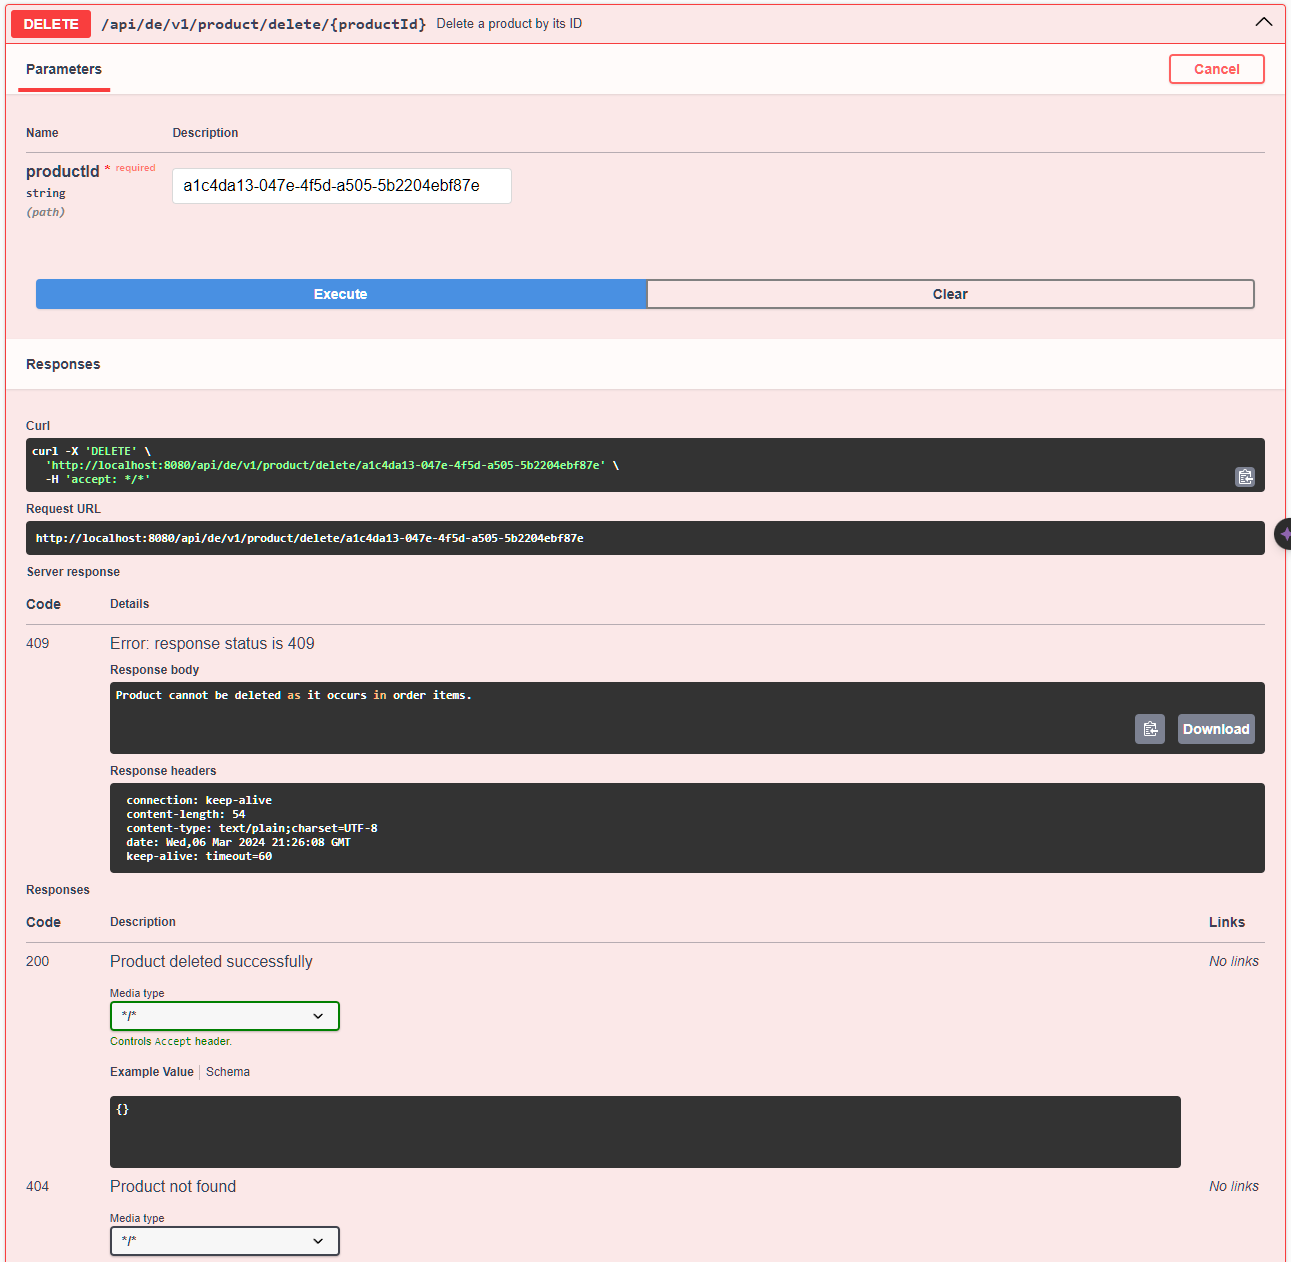 DELETE /api/de/v1/product/delete/{productId} Delete a product by its ID
Parameters Cancel
Name Description
productId * required a1c4da13-047e-4f5d-a505-5b2204ebf87e
string
(path)
Execute Clear
Responses
Curl
curl -X 'DELETE' \
'http://localhost:8080/api/de/v1/product/delete/a1c4da13-047e-4f5d-a505-5b2204ebf87e' \
-H 'accept: */*'
Request URL
http://localhost:8080/api/de/v1/product/delete/a1c4da13-047e-4f5d-a505-5b2204ebf87e
Server response
Code Details
409 Error: response status is 409
Response body
Product cannot be deleted as it occurs in order items.
Download
Response headers
connection: keep-alive
content-length: 54
content-type: text/plain;charset=UTF-8
date: Wed,06 Mar 2024 21:26:08 GMT
keep-alive: timeout=60
Responses
Code Description Links
200 Product deleted successfully No links
Media type
*/*
Controls Accept header.
Example Value Schema
{}
404 Product not found No links
Media type
*/*